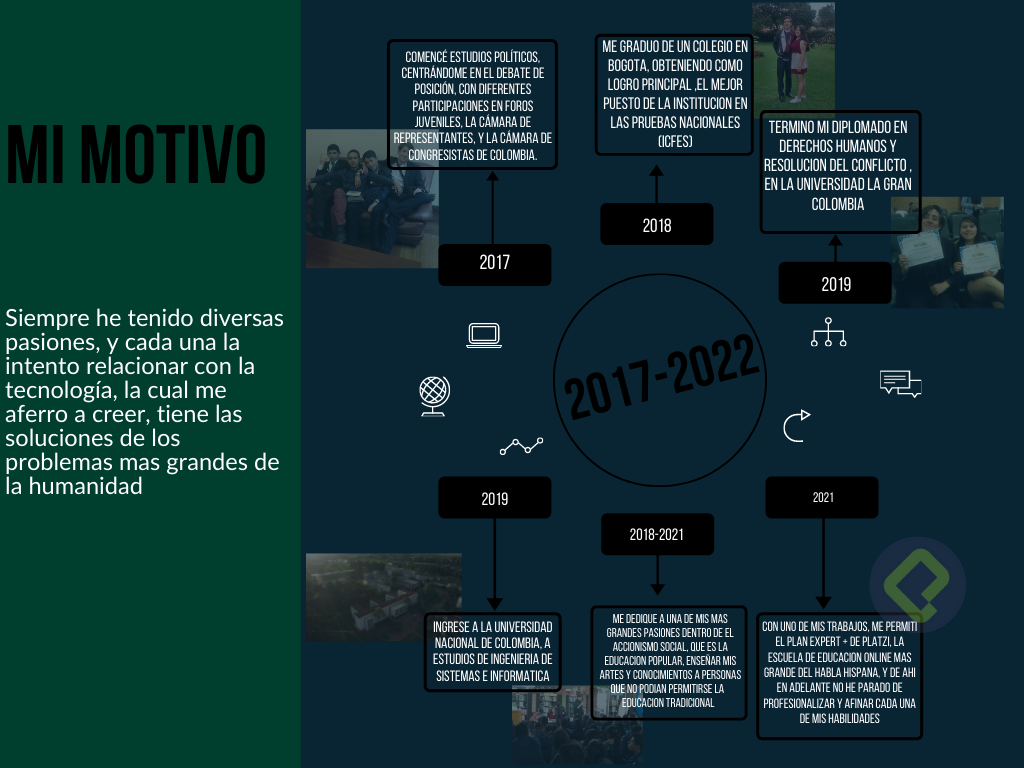 MI MOTIVO
Siempre he tenido diversas
pasiones, y cada una la
intento relacionar con la
tecnología, la cual me
aferro a creer, tiene las
soluciones de los
problemas mas grandes de
la humanidad
COMENCÉ ESTUDIOS POLÍTICOS,
CENTRÁNDOME EN EL DEBATE DE
POSICIÓN, CON DIFERENTES
PARTICIPACIONES EN FOROS
JUVENILES, LA CÁMARA DE
REPRESENTANTES, Y LA CÁMARA DE
CONGRESISTAS DE COLOMBIA.
2017
ME GRADUO DE UN COLEGIO EN
BOGOTA, OBTENIENDO COMO
LOGRO PRINCIPAL ,EL MEJOR
PUESTO DE LA INSTITUCION EN
LAS PRUEBAS NACIONALES
(ICFES)
2018
TERMINO MI DIPLOMADO EN
DERECHOS HUMANOS Y
RESOLUCION DEL CONFLICTO ,
EN LA UNIVERSIDAD LA GRAN
COLOMBIA
2019
2017-2022
2019
INGRESE A LA UNIVERSIDAD
NACIONAL DE COLOMBIA, A
ESTUDIOS DE INGENIERIA DE
SISTEMAS E INFORMATICA
2018-2021
ME DEDIQUE A UNA DE MIS MAS
GRANDES PASIONES DENTRO DE EL
ACCIONISMO SOCIAL, QUE ES LA
EDUCACION POPULAR, ENSEÑAR MIS
ARTES Y CONOCIMIENTOS A PERSONAS
QUE NO PODIAN PERMITIRSE LA
EDUCACION TRADICIONAL
2021
CON UNO DE MIS TRABAJOS, ME PERMITI
EL PLAN EXPERT + DE PLATZI, LA
ESCUELA DE EDUCACION ONLINE MAS
GRANDE DEL HABLA HISPANA, Y DE AHI
EN ADELANTE NO HE PARADO DE
PROFESIONALIZAR Y AFINAR CADA UNA
DE MIS HABILIDADES